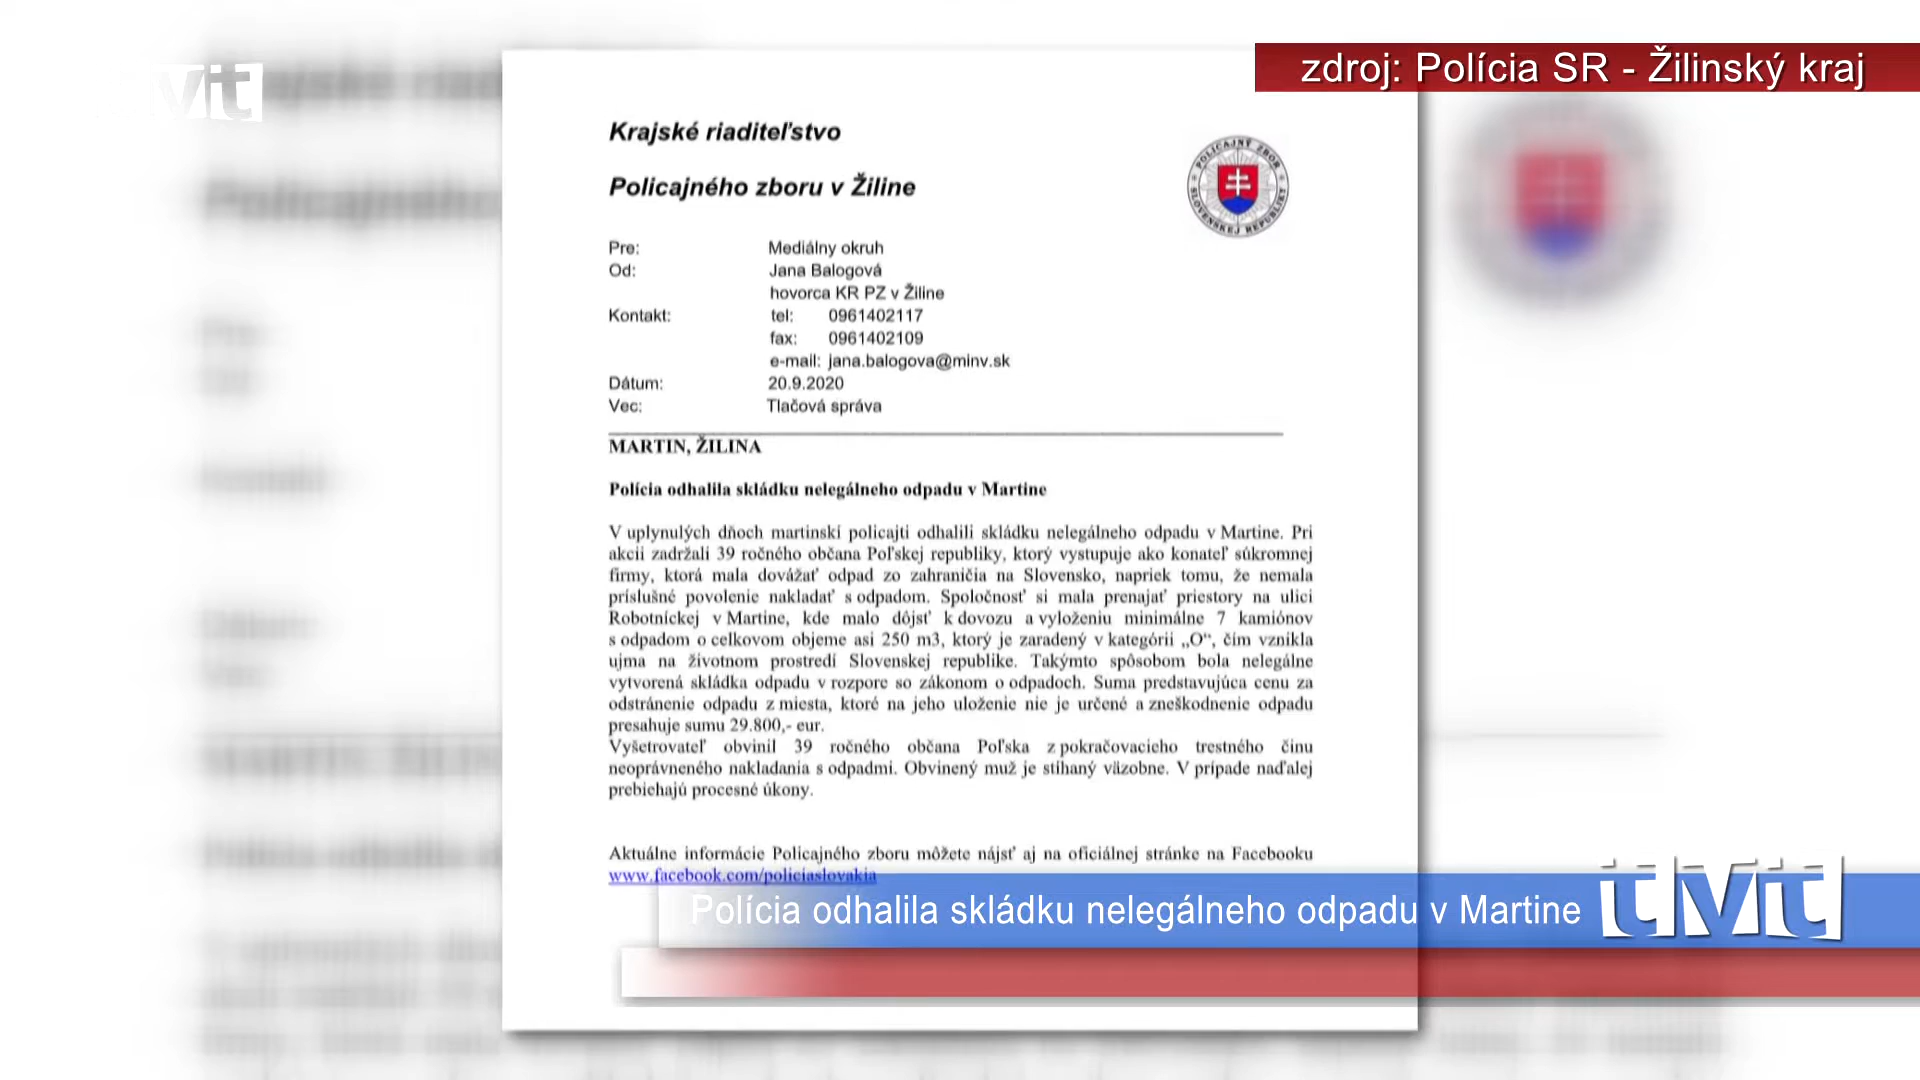 zdroj: Polícia SR - Žilinský kraj
tvit
Krajské riaditeľstvo
Policajného zboru v Žiline
POLICAJNÝ ZBOR
SLOVENSKEJ REPUBLIKY
Pre: Mediálny okruh
Od: Jana Balogová
hovorca KR PZ v Žiline
Kontakt: tel: 0961402117
fax: 0961402109
e-mail: jana.balogova@minv.sk
Dátum: 20.9.2020
Vec: Tlačová správa
MARTIN, ŽILINA
Polícia odhalila skládku nelegálneho odpadu v Martine
V uplynulých dňoch martinskí policajti odhalili skládku nelegálneho odpadu v Martine. Pri
akcii zadržali 39 ročného občana Poľskej republiky, ktorý vystupuje ako konateľ súkromnej
firmy, ktorá mala dovážať odpad zo zahraničia na Slovensko, napriek tomu, že nemala
príslušné povolenie nakladať s odpadom. Spoločnosť si mala prenajať priestory na ulici
Robotníckej v Martine, kde malo dôjsť k dovozu a vyloženiu minimálne 7 kamiónov
s odpadom o celkovom objeme asi 250 m3, ktorý je zaradený v kategórii „O“, čím vznikla
ujma na životnom prostredí Slovenskej republike. Takýmto spôsobom bola nelegálne
vytvorená skládka odpadu v rozpore so zákonom o odpadoch. Suma predstavujúca cenu za
odstránenie odpadu z miesta, ktoré na jeho uloženie nie je určené a zneškodnenie odpadu
presahuje sumu 29.800,- eur.
Vyšetrovateľ obvinil 39 ročného občana Poľska z pokračovacieho trestného činu
neoprávneného nakladania s odpadmi. Obvinený muž je stíhaný väzobne. V prípade naďalej
prebiehajú procesné úkony.
Aktuálne informácie Policajného zboru môžete nájsť aj na oficiálnej stránke na Facebooku
www.facebook.com/policiaslovakia
Polícia odhalila skládku nelegálneho odpadu v Martine
tvit